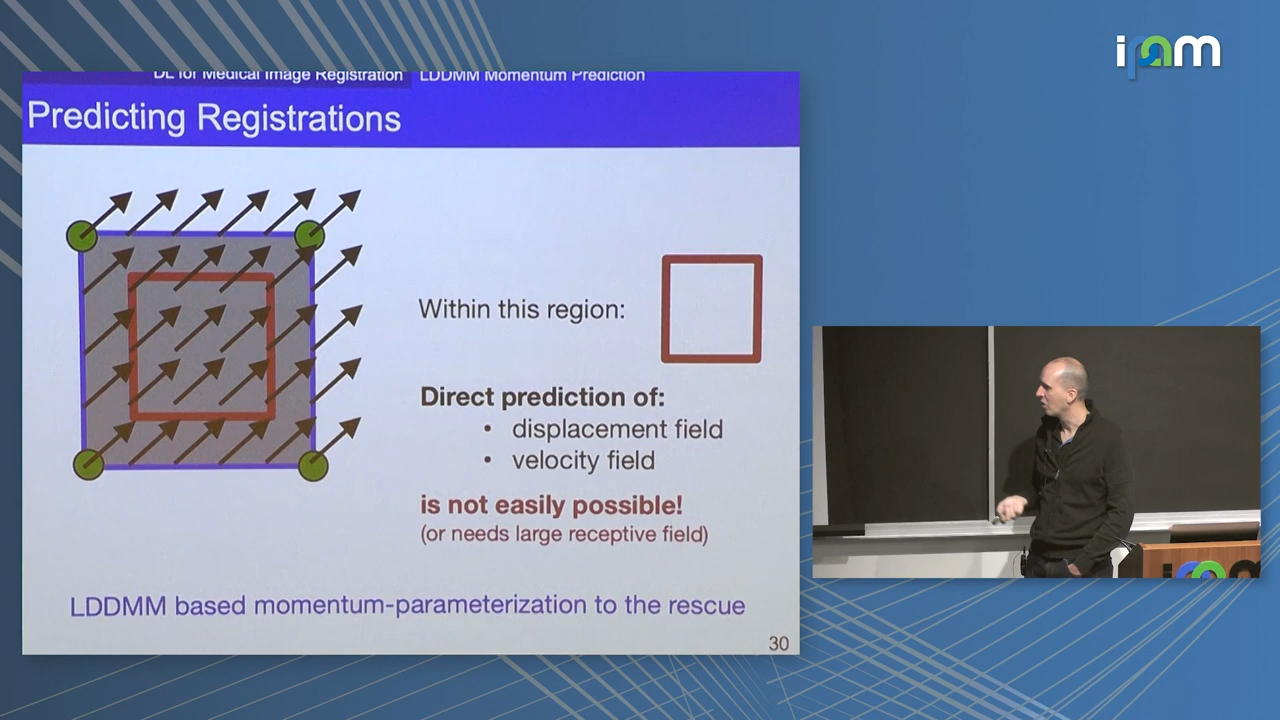 ipam
DL for Medical Image Registration LDDMM Momentum Prediction
Predicting Registrations
Within this region:
Direct prediction of:
• displacement field
• velocity field
is not easily possible!
(or needs large receptive field)
LDDMM based momentum-parameterization to the rescue
30